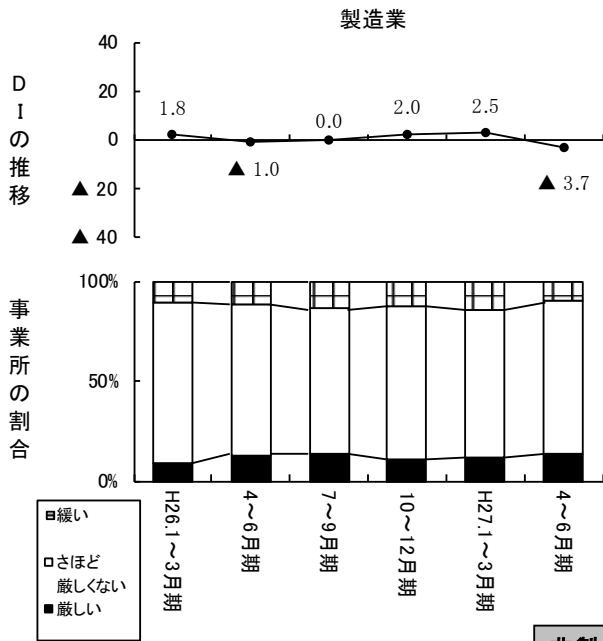 製造業
DIの推移
40
20
0
▲ 20
▲ 40
1.8
▲ 1.0
0.0
2.0
2.5
▲ 3.7
事業所の割合
100%
50%
0%
H26.1～3月期
4～6月期
7～9月期
10～12月期
H27.1～3月期
4～6月期
緩い
さほど
厳しくない
厳しい